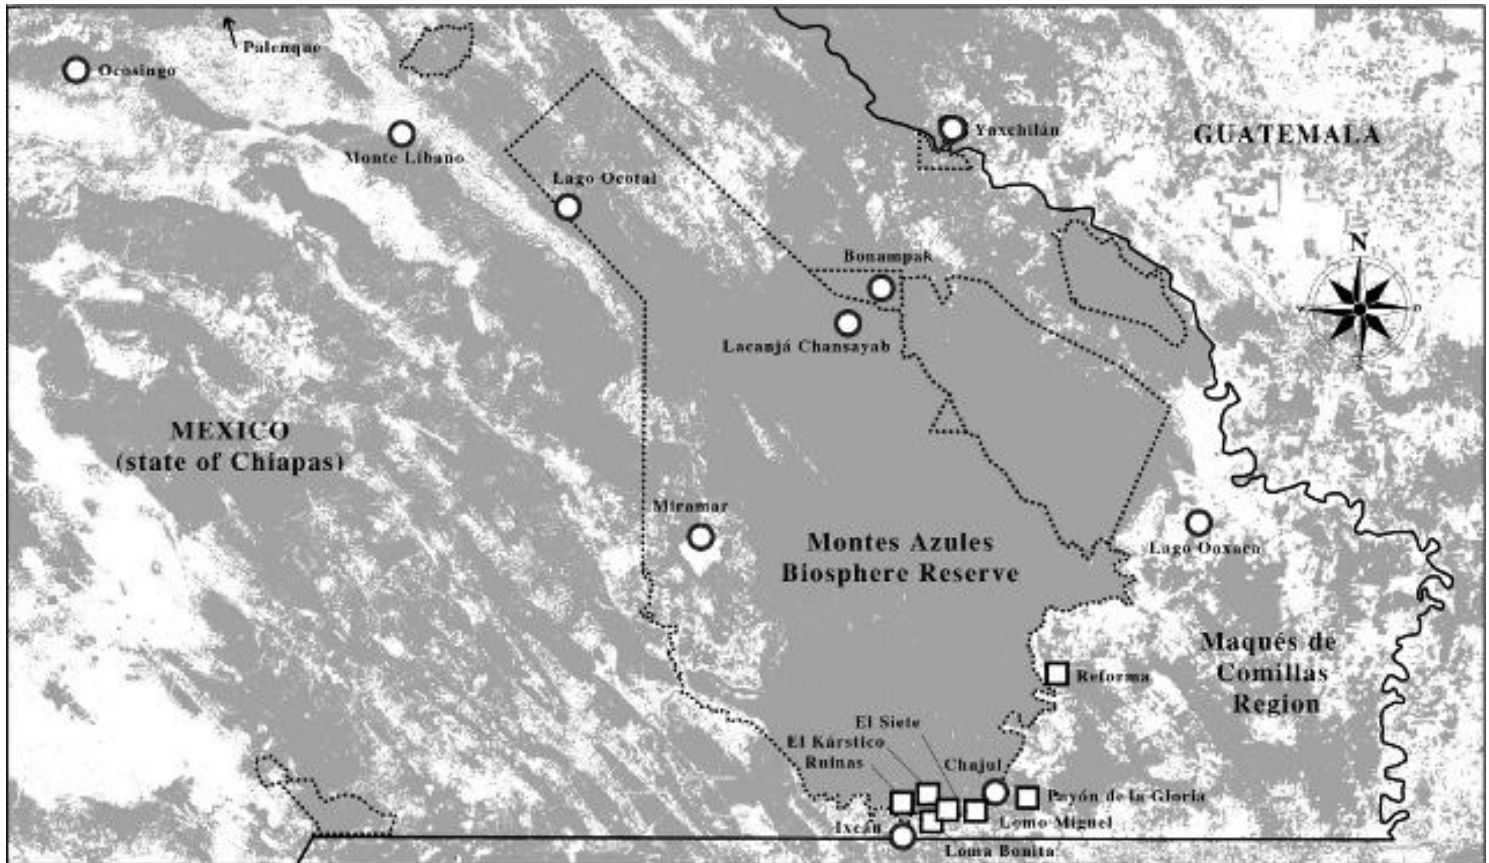 Palenque
Ocosingo
Monte Líbano
Yaxchilán
GUATEMALA
Lago Ocotal
N
Bonampak
Lacanjá Chansayab
MEXICO
(state of Chiapas)
Miramar
Montes Azules
Biosphere Reserve
Lago Oaxaca
Maqués de
Comillas
Region
Reforma
El Siete
El Kárstico
Ruinas
Chajul
Payón de la Gloria
Ixcán
Lomo Miguel
Loma Bonita